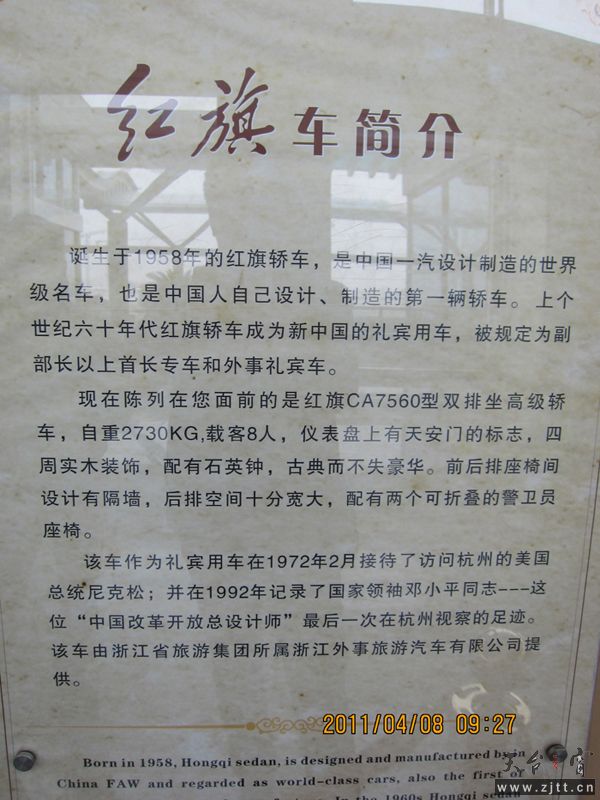 红旗车简介
诞生于1958年的红旗轿车，是中国一汽设计制造的世界
级名车，也是中国人自己设计、制造的第一辆轿车。上个
世纪六十年代红旗轿车成为新中国的礼宾用车，被规定为副
部长以上首长专车和外事礼宾车。
现在陈列在您面前的是红旗CA7560型双排坐高级轿
车，自重2730KG,载客8人，仪表盘上有天安门的标志，四
周实木装饰，配有石英钟，古典而不失豪华。前后排座椅间
设计有隔墙，后排空间十分宽大，配有两个可折叠的警卫员
座椅。
该车作为礼宾用车在1972年2月接待了访问杭州的美国
总统尼克松；并在1992年记录了国家领袖邓小平同志---这
位“中国改革开放总设计师”最后一次在杭州视察的足迹。
该车由浙江省旅游集团所属浙江外事旅游汽车有限公司提
供。
2011/04/08 09:27
Born in 1958, Hongqi sedan, is designed and manufactured by in
China FAW and regarded as world-class cars, also the first of
In the 1960s Hongqi sedan
天台之窗
www.zjtt.cn